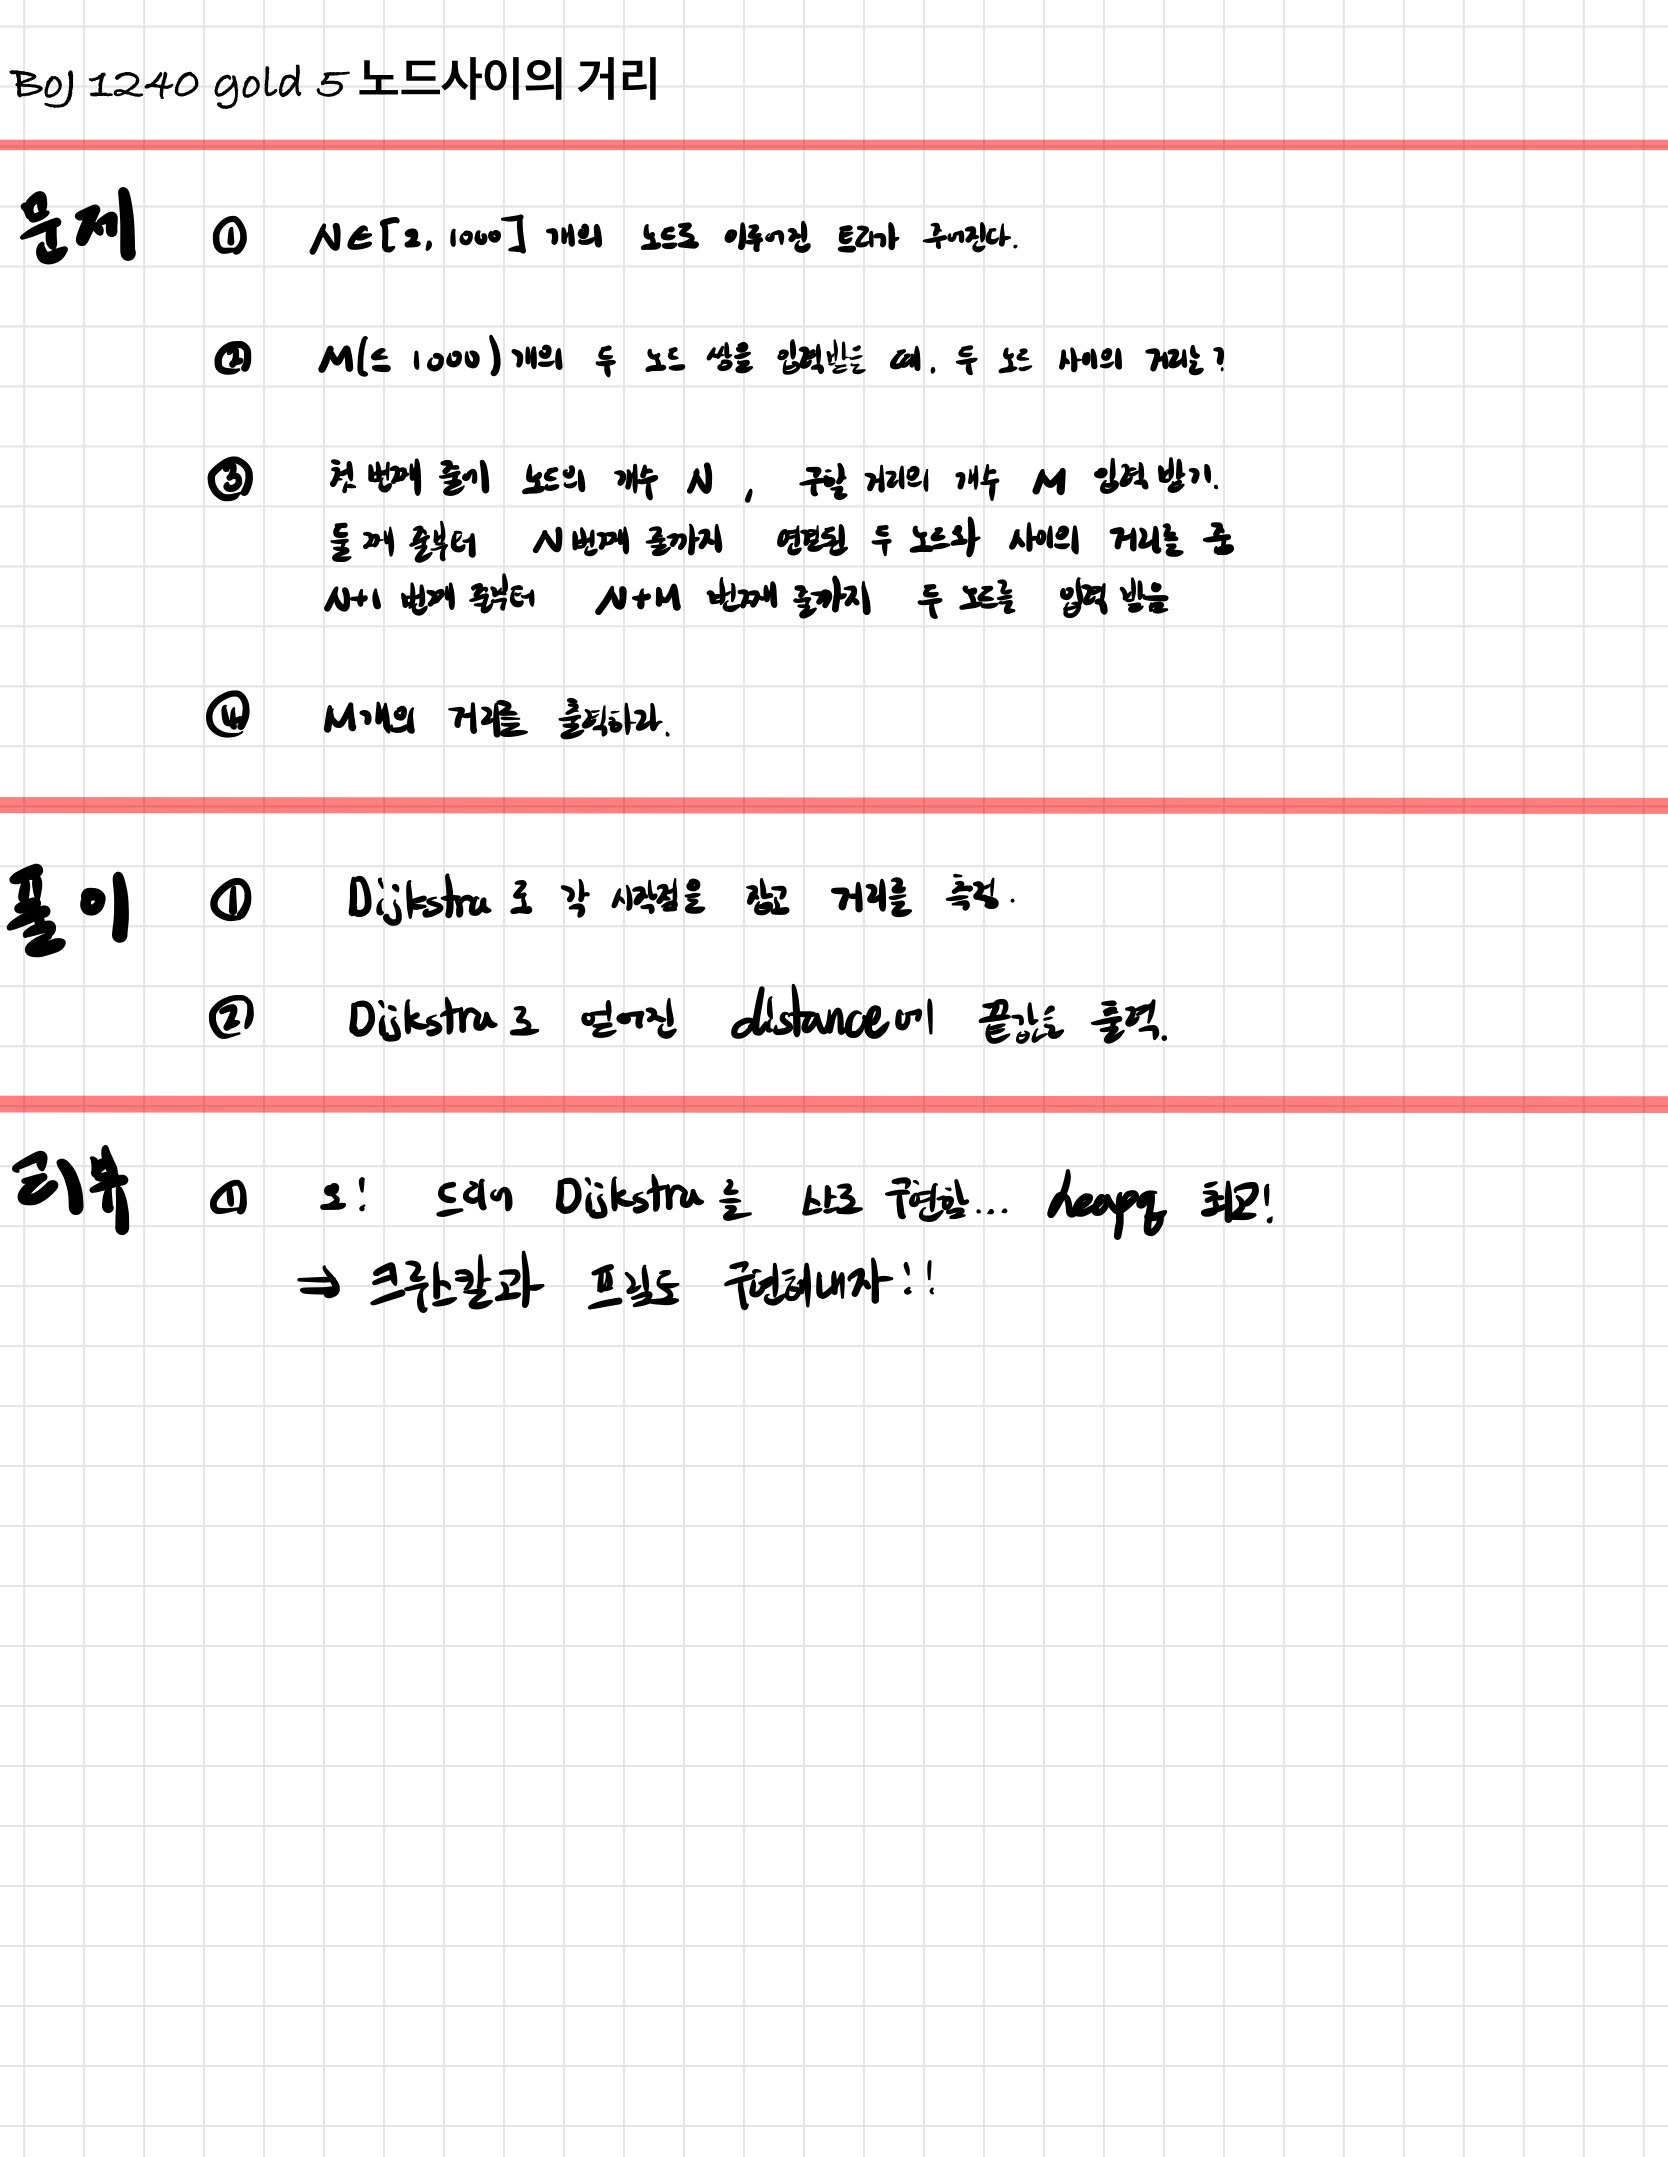 BOJ 1240 gold 5 노드사이의 거리
문제 ① N∈[2, 1000] 개의 노드로 이루어진 트리가 주어진다.
② M(≤ 1000)개의 두 노드 쌍을 입력받는 때, 두 노드 사이의 거리는?
③ 첫 번째 줄에 노드의 개수 N, 구할 거리의 개수 M 입력 받기.
둘 째 줄부터 N번째 줄까지 연결된 두 노드와 사이의 거리를 줌
N+1 번째 줄부터 N+M 번째 줄까지 두 노드를 입력 받음
④ M개의 거리를 출력하라.
풀이 ① Dijkstra로 각 시작점을 잡고 거리를 측정.
② Dijkstra로 얻어진 distance에 끝값을 출력.
리뷰 ① 오! 드디어 Dijkstra를 스스로 구현함... heapq 최고!
⇒ 크루스칼과 프림도 구현해내자!!